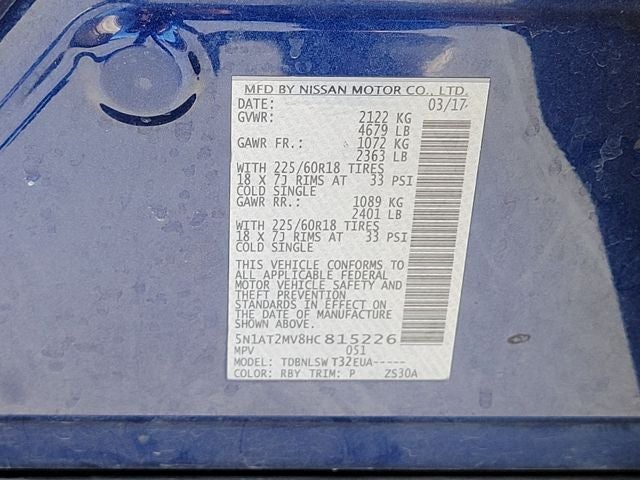 MFD BY NISSAN MOTOR CO., LTD.
DATE: 03/17
GVWR: 2122 KG
4679 LB
GAWR FR.: 1072 KG
2363 LB
WITH 225/60R18 TIRES
18 X 7J RIMS AT 33 PSI
COLD SINGLE
GAWR RR.: 1089 KG
2401 LB
WITH 225/60R18 TIRES
18 X 7J RIMS AT 33 PSI
COLD SINGLE
THIS VEHICLE CONFORMS TO
ALL APPLICABLE FEDERAL
MOTOR VEHICLE SAFETY AND
THEFT PREVENTION
STANDARDS IN EFFECT ON
THE DATE OF MANUFACTURE
SHOWN ABOVE.
5N1AT2MV8HC815226
MPV 051
MODEL: TDBNLSW T32EUA-----
COLOR: RBY TRIM: P ZS30A